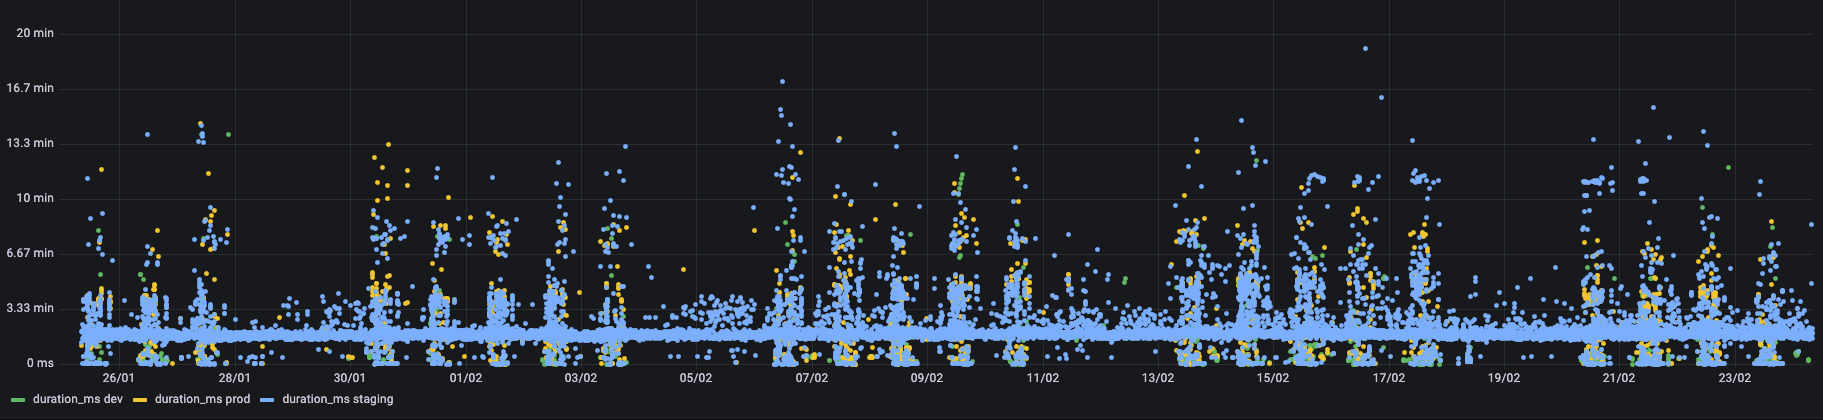 20 min
16.7 min
13.3 min
10 min
6.67 min
3.33 min
0 ms
26/01 28/01 30/01 01/02 03/02 05/02 07/02 09/02 11/02 13/02 15/02 17/02 19/02 21/02 23/02
duration_ms dev duration_ms prod duration_ms staging